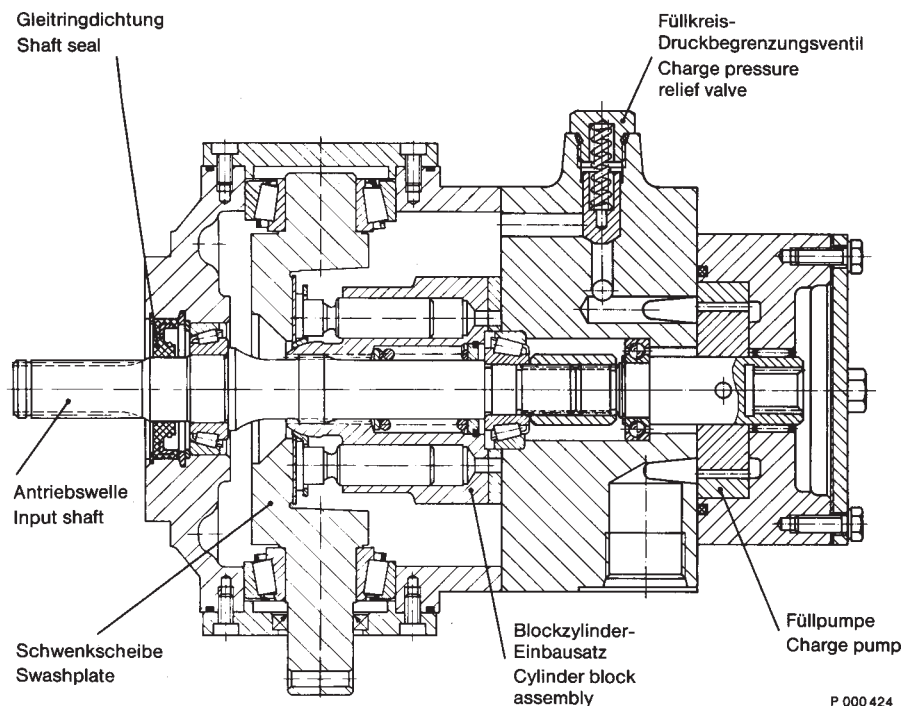 Gleitringdichtung
Shaft seal
Füllkreis-
Druckbegrenzungsventil
Charge pressure
relief valve
Antriebswelle
Input shaft
Schwenkscheibe
Swashplate
Blockzylinder-
Einbausatz
Cylinder block
assembly
Füllpumpe
Charge pump
P 000 424